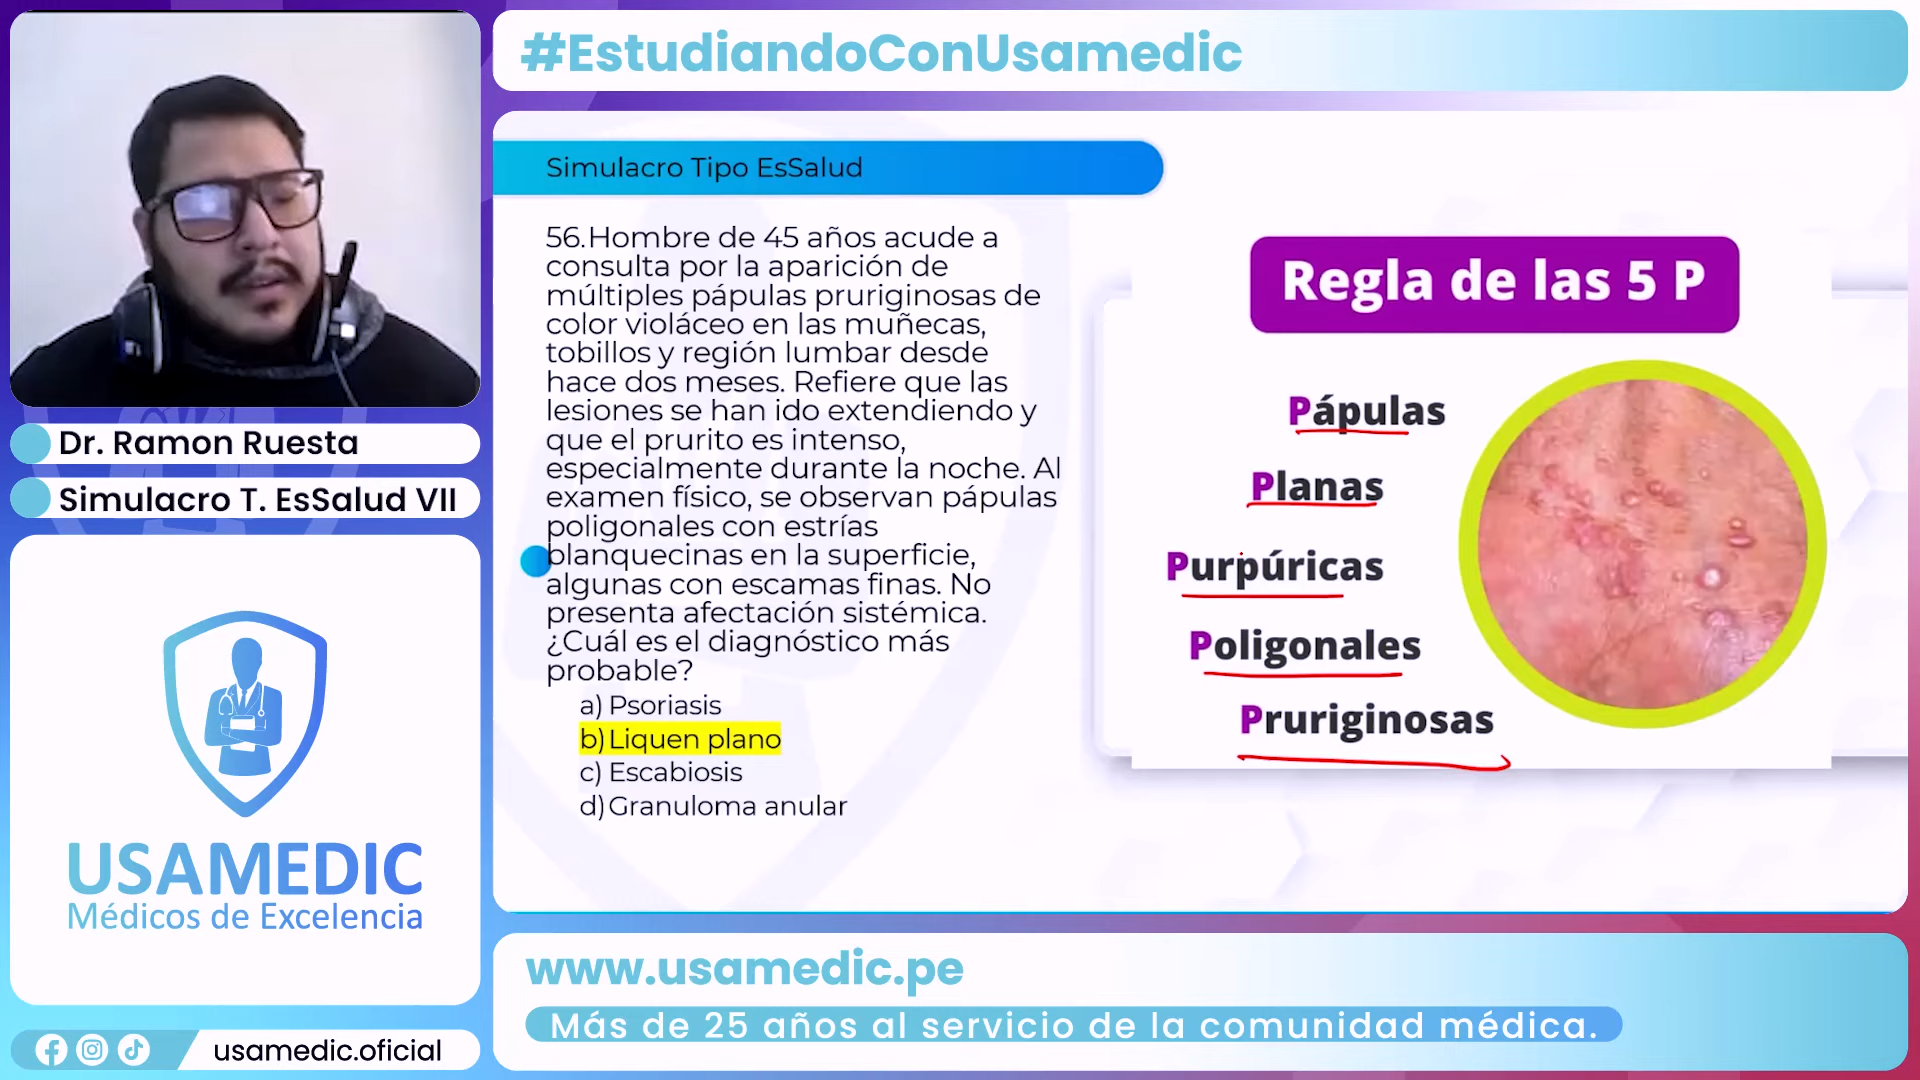 #EstudiandoConUsamedic
Simulacro Tipo EsSalud
56.Hombre de 45 años acude a
consulta por la aparición de
múltiples pápulas pruriginosas de
color violáceo en las muñecas,
tobillos y región lumbar desde
hace dos meses. Refiere que las
lesiones se han ido extendiendo y
que el prurito es intenso,
especialmente durante la noche. Al
examen físico, se observan pápulas
poligonales con estrías
blanquecinas en la superficie,
algunas con escamas finas. No
presenta afectación sistémica.
¿Cuál es el diagnóstico más
probable?
a) Psoriasis
b) Liquen plano
c) Escabiosis
d) Granuloma anular
Regla de las 5 P
Pápulas
Planas
Purpúricas
Poligonales
Pruriginosas
Dr. Ramon Ruesta
Simulacro T. EsSalud VII
USAMEDIC
Médicos de Excelencia
usamedic.oficial
www.usamedic.pe
Más de 25 años al servicio de la comunidad médica.